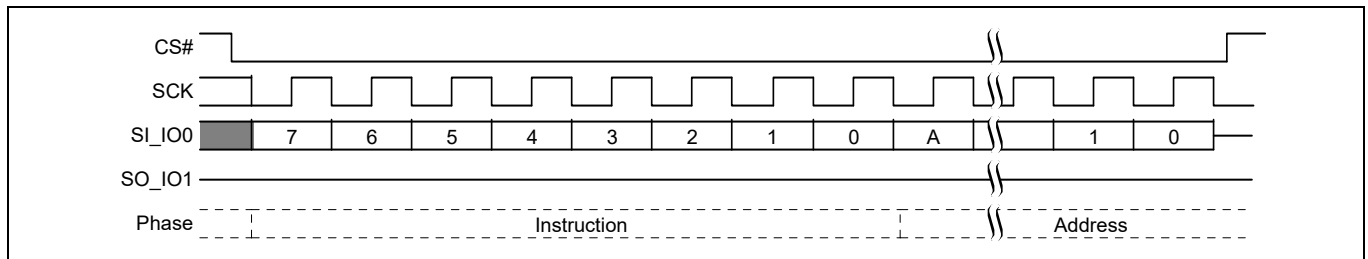 CS#
SCK
SI_IO0 7 6 5 4 3 2 1 0 A 1 0
SO_IO1
Phase Instruction Address